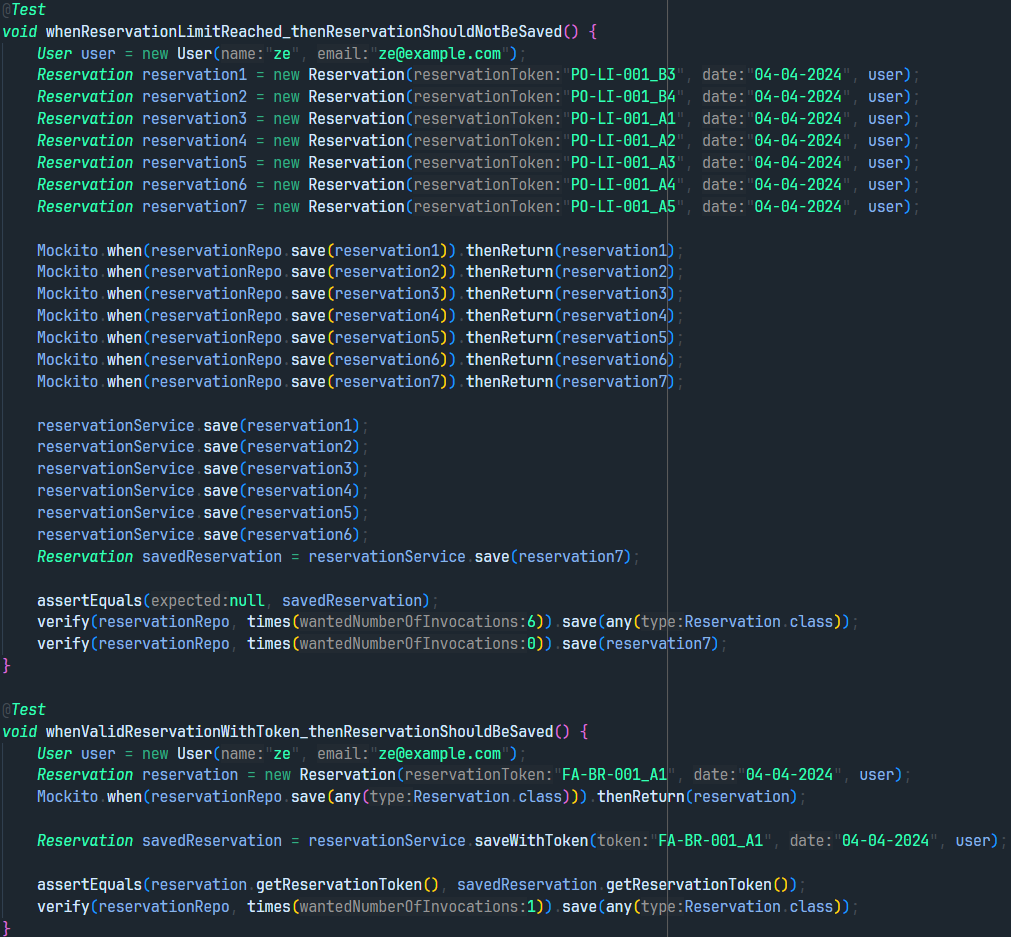 @Test
void whenReservationLimitReached_thenReservationShouldNotBeSaved() {
    User user = new User(name:"ze", email:"ze@example.com");
    Reservation reservation1 = new Reservation(reservationToken:"PO-LI-001_B3", date:"04-04-2024", user);
    Reservation reservation2 = new Reservation(reservationToken:"PO-LI-001_B4", date:"04-04-2024", user);
    Reservation reservation3 = new Reservation(reservationToken:"PO-LI-001_A1", date:"04-04-2024", user);
    Reservation reservation4 = new Reservation(reservationToken:"PO-LI-001_A2", date:"04-04-2024", user);
    Reservation reservation5 = new Reservation(reservationToken:"PO-LI-001_A3", date:"04-04-2024", user);
    Reservation reservation6 = new Reservation(reservationToken:"PO-LI-001_A4", date:"04-04-2024", user);
    Reservation reservation7 = new Reservation(reservationToken:"PO-LI-001_A5", date:"04-04-2024", user);

    Mockito.when(reservationRepo.save(reservation1)).thenReturn(reservation1);
    Mockito.when(reservationRepo.save(reservation2)).thenReturn(reservation2);
    Mockito.when(reservationRepo.save(reservation3)).thenReturn(reservation3);
    Mockito.when(reservationRepo.save(reservation4)).thenReturn(reservation4);
    Mockito.when(reservationRepo.save(reservation5)).thenReturn(reservation5);
    Mockito.when(reservationRepo.save(reservation6)).thenReturn(reservation6);
    Mockito.when(reservationRepo.save(reservation7)).thenReturn(reservation7);

    reservationService.save(reservation1);
    reservationService.save(reservation2);
    reservationService.save(reservation3);
    reservationService.save(reservation4);
    reservationService.save(reservation5);
    reservationService.save(reservation6);
    Reservation savedReservation = reservationService.save(reservation7);

    assertEquals(expected:null, savedReservation);
    verify(reservationRepo, times(wantedNumberOfInvocations:6)).save(any(type:Reservation.class));
    verify(reservationRepo, times(wantedNumberOfInvocations:0)).save(reservation7);
}

@Test
void whenValidReservationWithToken_thenReservationShouldBeSaved() {
    User user = new User(name:"ze", email:"ze@example.com");
    Reservation reservation = new Reservation(reservationToken:"FA-BR-001_A1", date:"04-04-2024", user);
    Mockito.when(reservationRepo.save(any(type:Reservation.class))).thenReturn(reservation);

    Reservation savedReservation = reservationService.saveWithToken(token:"FA-BR-001_A1", date:"04-04-2024", user);

    assertEquals(reservation.getReservationToken(), savedReservation.getReservationToken());
    verify(reservationRepo, times(wantedNumberOfInvocations:1)).save(any(type:Reservation.class));
}